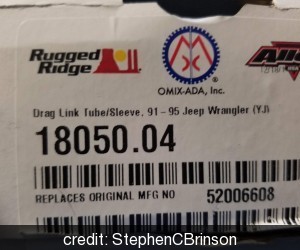 Rugged
Ridge
OMIX-ADA, Inc.
Drag Link Tube/Sleeve, 91-95 Jeep Wrangler (YJ)
18050.04
REPLACES ORIGINAL MFG NO 52006608
credit: StephenCBrinson